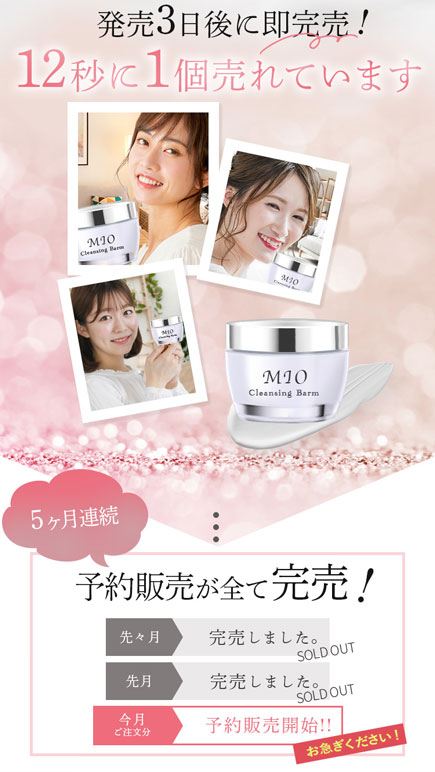 発売3日後に即完売！
12秒に1個売れています
MIO
Cleansing Barm
MIO
MIO
Cleansing Barm
MIO
Cleansing Barm
5ヶ月連続
予約販売が全て完売！
先々月
完売しました。
SOLD OUT
先月
完売しました。
SOLD OUT
今月
ご注文分
予約販売開始!!
お急ぎください！